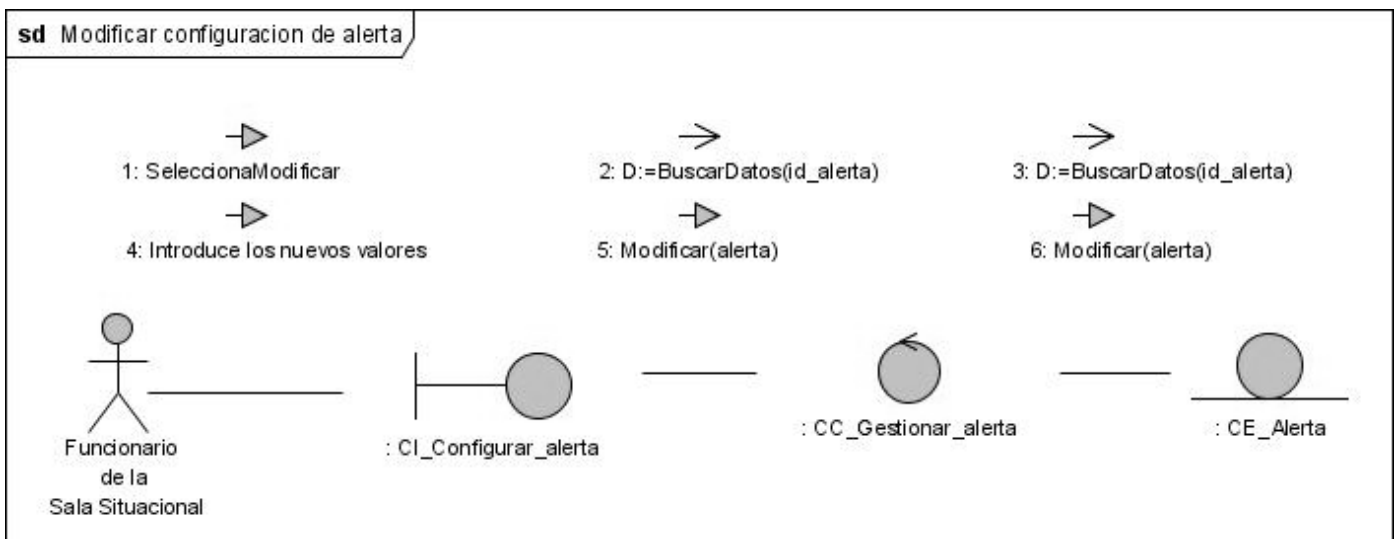 sd Modificar configuracion de alerta
1: SeleccionaModificar
2: D:=BuscarDatos(id_alerta)
3: D:=BuscarDatos(id_alerta)
4: Introduce los nuevos valores
5: Modificar(alerta)
6: Modificar(alerta)
Funcionario
de la
Sala Situacional
: CI_Configurar_alerta
: CC_Gestionar_alerta
: CE_Alerta